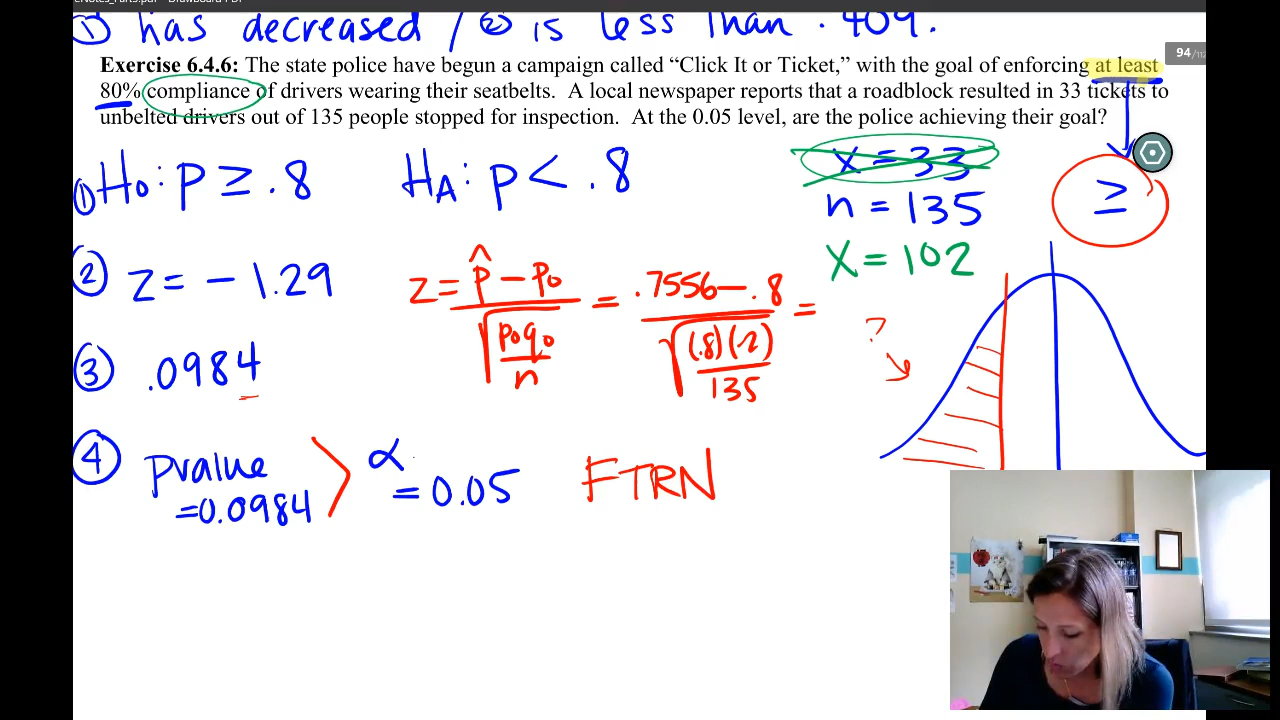 ① has decreased / ② is less than .409.
94/112
Exercise 6.4.6: The state police have begun a campaign called “Click It or Ticket,” with the goal of enforcing at least
80% compliance of drivers wearing their seatbelts. A local newspaper reports that a roadblock resulted in 33 tickets to
unbelted drivers out of 135 people stopped for inspection. At the 0.05 level, are the police achieving their goal?
① H₀: p ≥ .8 Hₐ: p < .8
x = 33
n = 135
x = 102
≥
② z = -1.29 z = (p̂ - p₀) / √(p₀q₀/n) = (.7556 - .8) / √((.8)(.2)/135) =
?
③ .0984
④ pvalue = 0.0984 > α = 0.05 FTRN